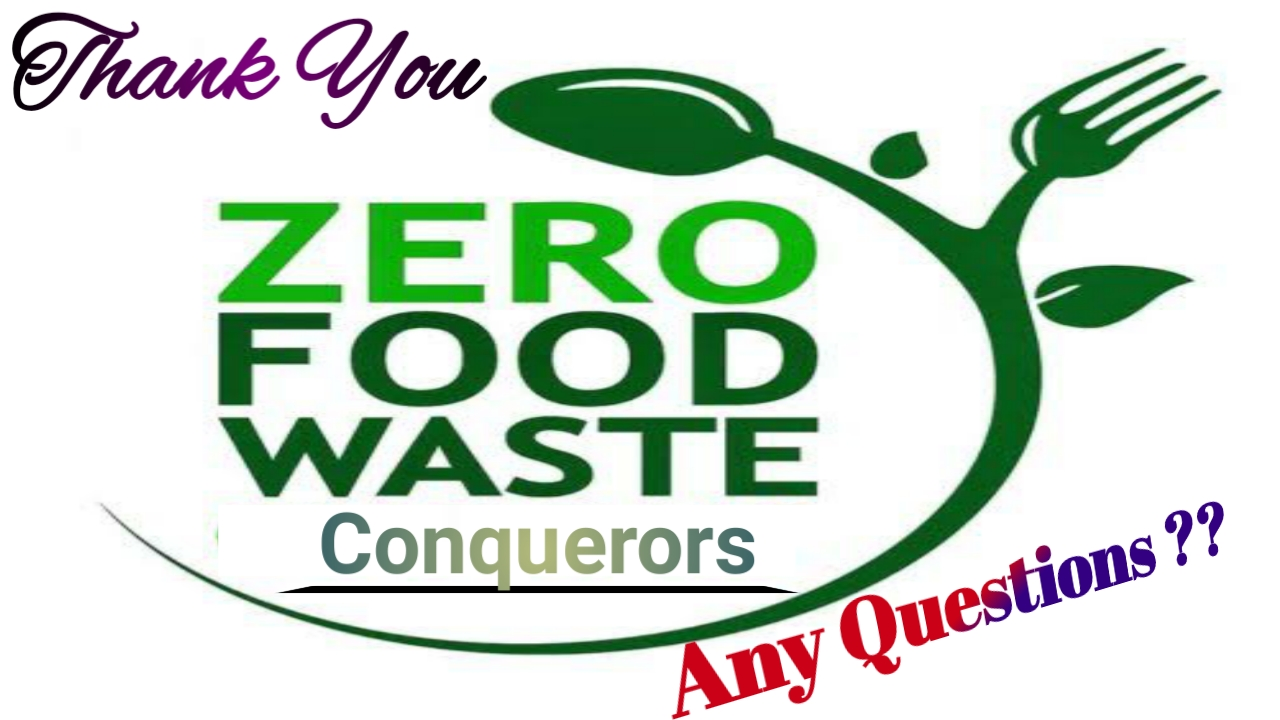 Thank You
ZERO
FOOD
WASTE
Conquerors
Any Questions ??